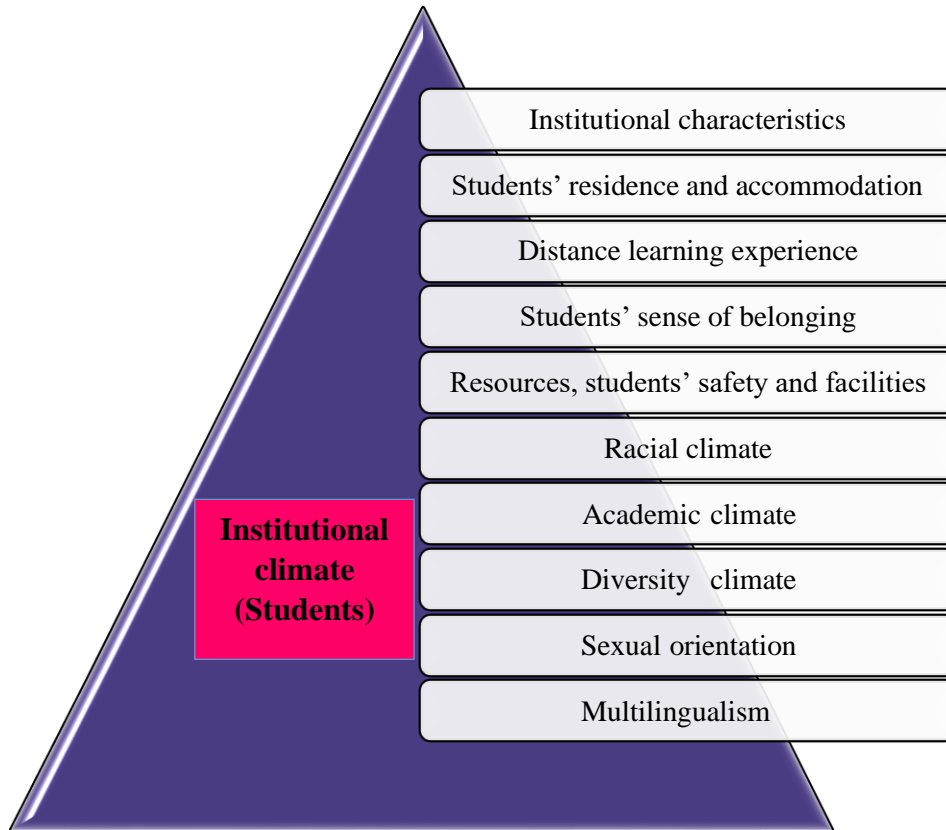 Institutional characteristics
Students’ residence and accommodation
Distance learning experience
Students’ sense of belonging
Resources, students’ safety and facilities
Racial climate
Academic climate
Diversity climate
Sexual orientation
Multilingualism
Institutional
climate
(Students)